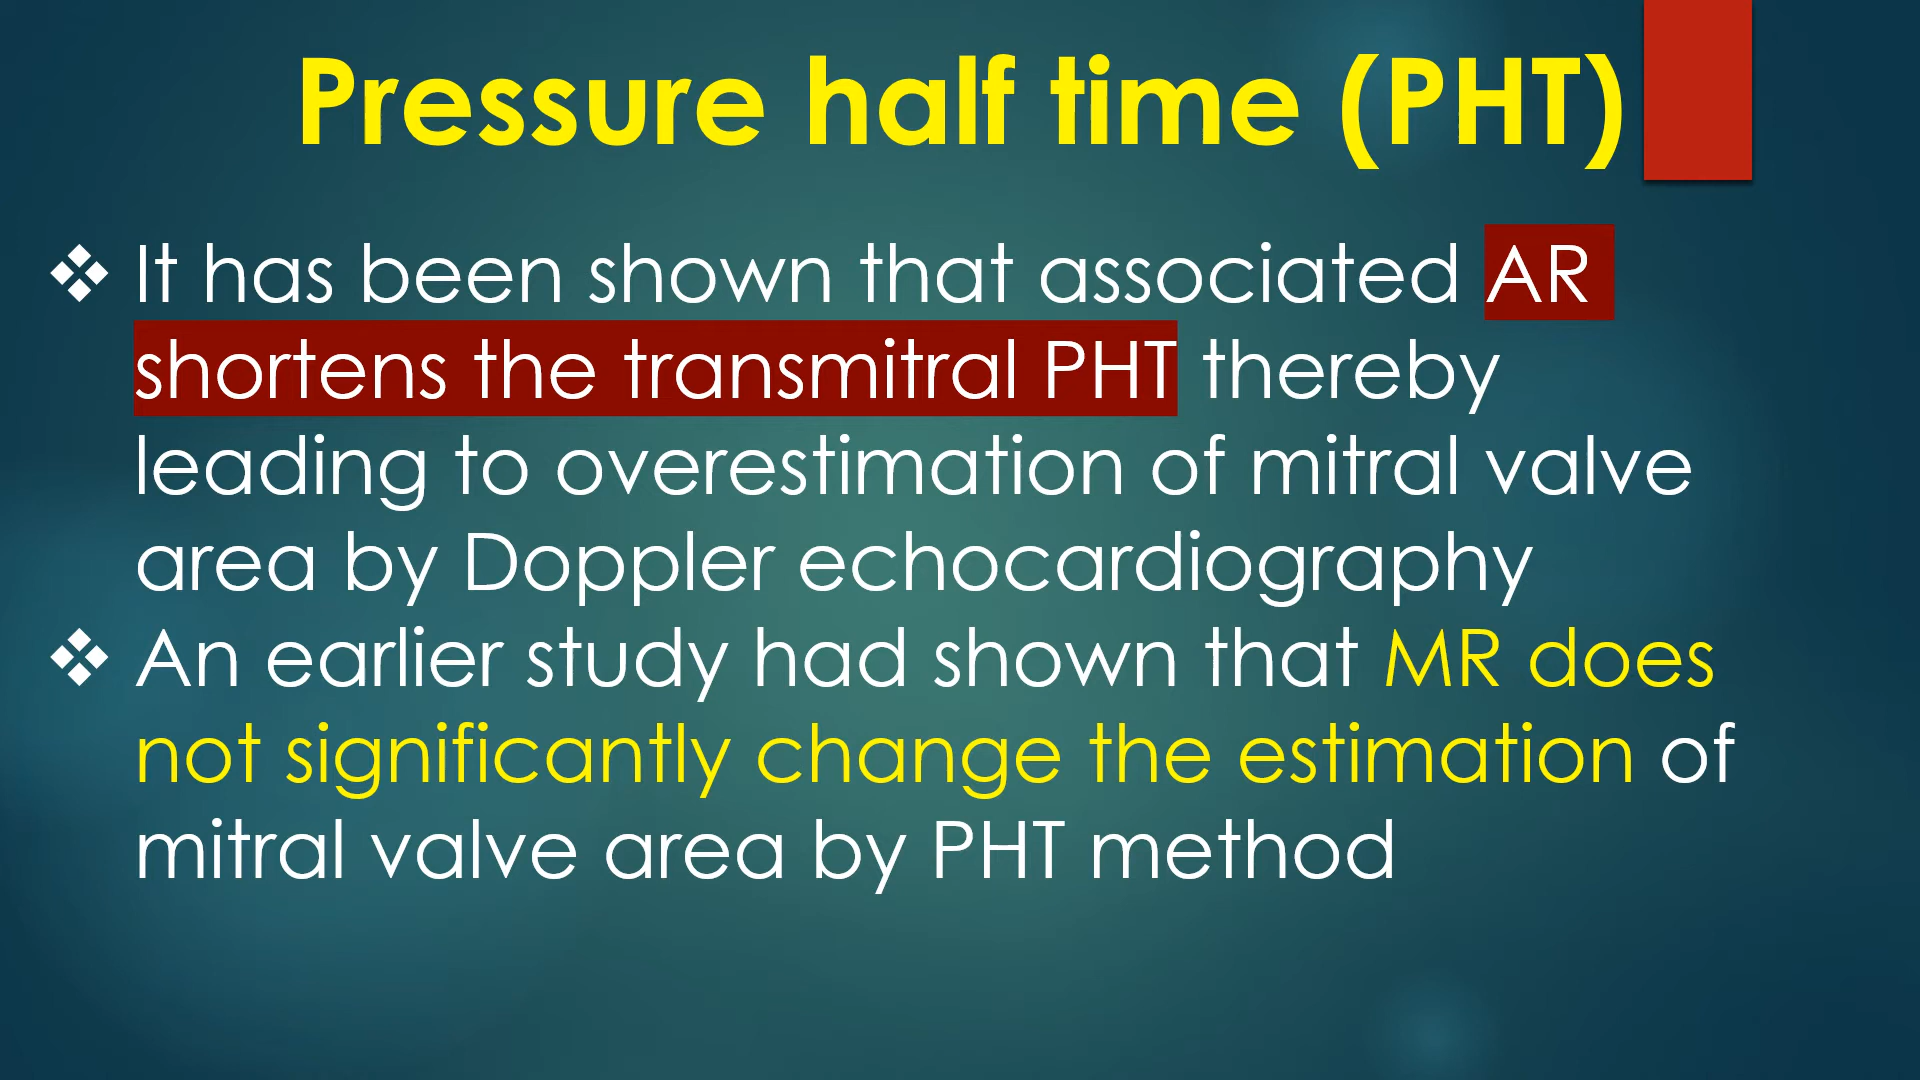 Pressure half time (PHT)
❖ It has been shown that associated AR
shortens the transmitral PHT thereby
leading to overestimation of mitral valve
area by Doppler echocardiography
❖ An earlier study had shown that MR does
not significantly change the estimation of
mitral valve area by PHT method